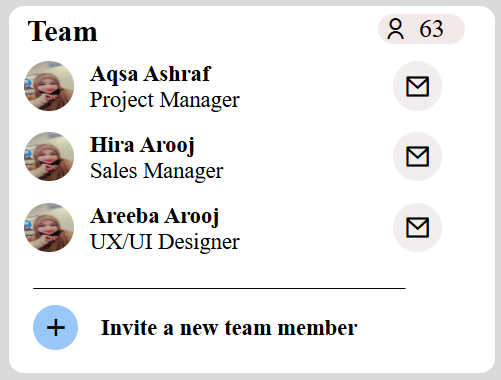 Team
63
Aqsa Ashraf
Project Manager
Hira Arooj
Sales Manager
Areeba Arooj
UX/UI Designer
Invite a new team member